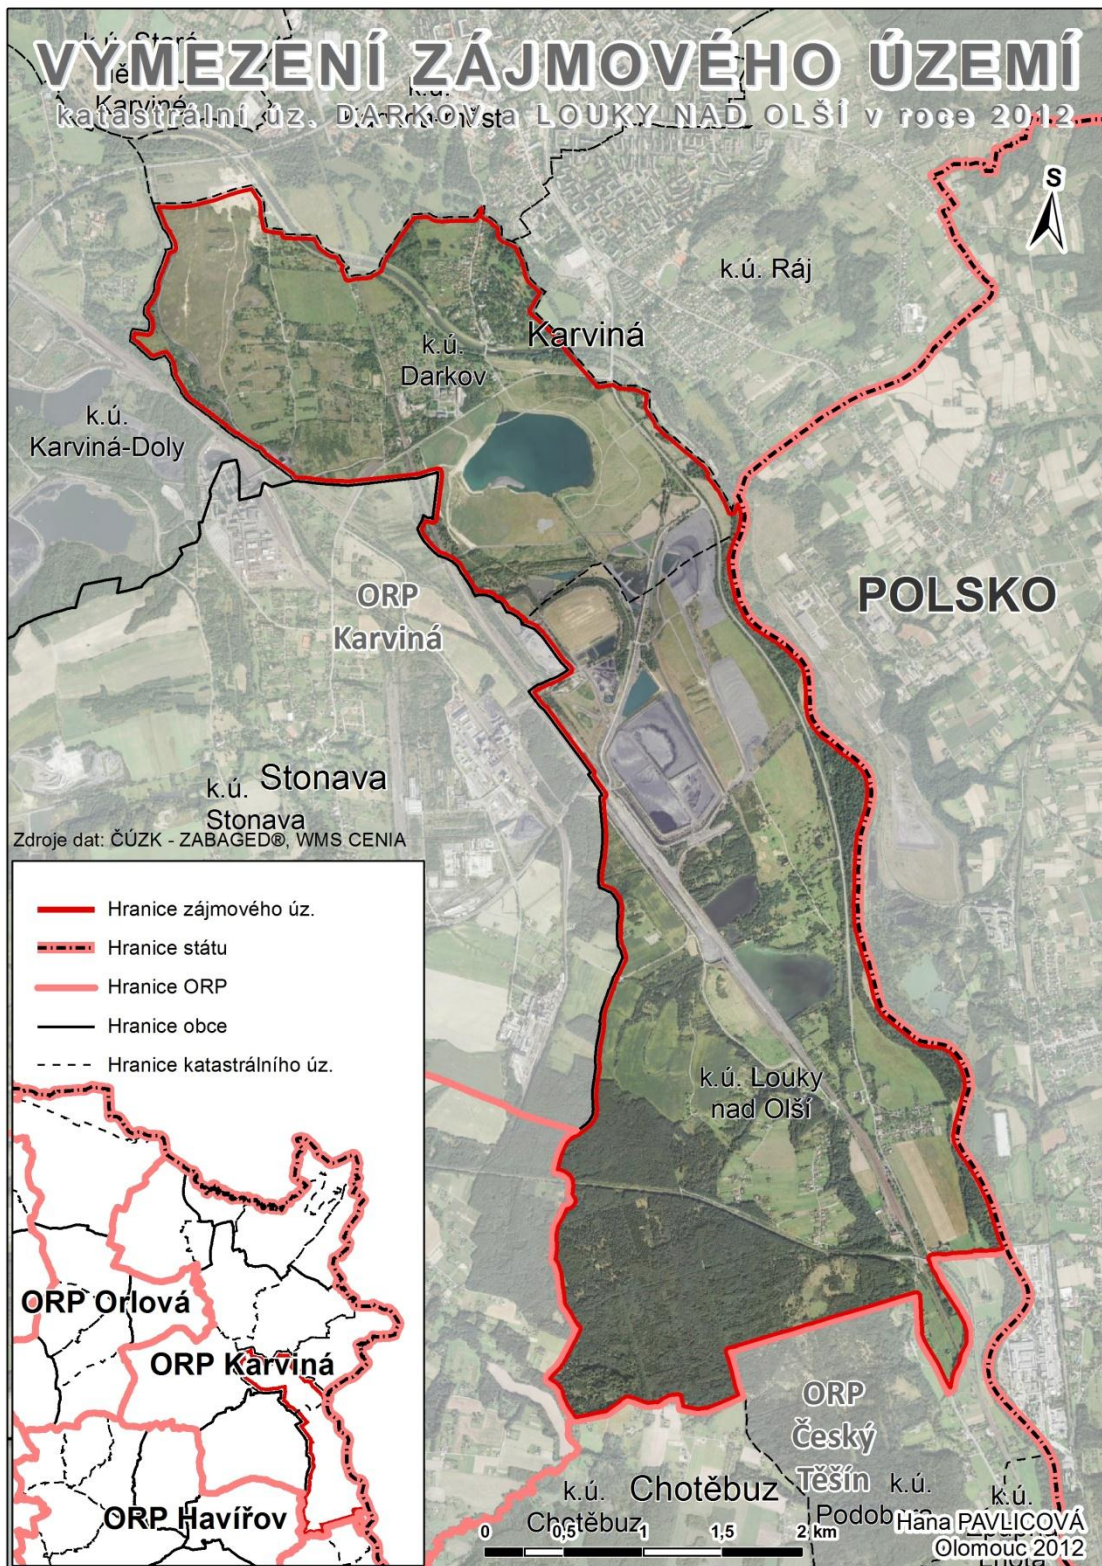 VYMEZENÍ ZÁJMOVÉHO ÚZEMÍ
katastrální úz. DARKOV a LOUKY NAD OLŠÍ v roce 2012
k.ú. Staré
Karviné
k.ú.
S
k.ú. Ráj
Karviná
k.ú.
Darkov
k.ú.
Karviná-Doly
POLSKO
ORP
Karviná
k.ú. Stonava
Stonava
Zdroje dat: ČÚZK - ZABAGED®, WMS CENIA
Hranice zájmového úz.
Hranice státu
Hranice ORP
Hranice obce
Hranice katastrálního úz.
k.ú. Louky
nad Olší
ORP Orlová
ORP Karviná
ORP Havířov
ORP
Český
Těšín
k.ú. Chotěbuz
Chotěbuz
k.ú.
k.ú.
0 0,5 1 1,5 2 km
Hana PAVLICOVÁ
Olomouc 2012